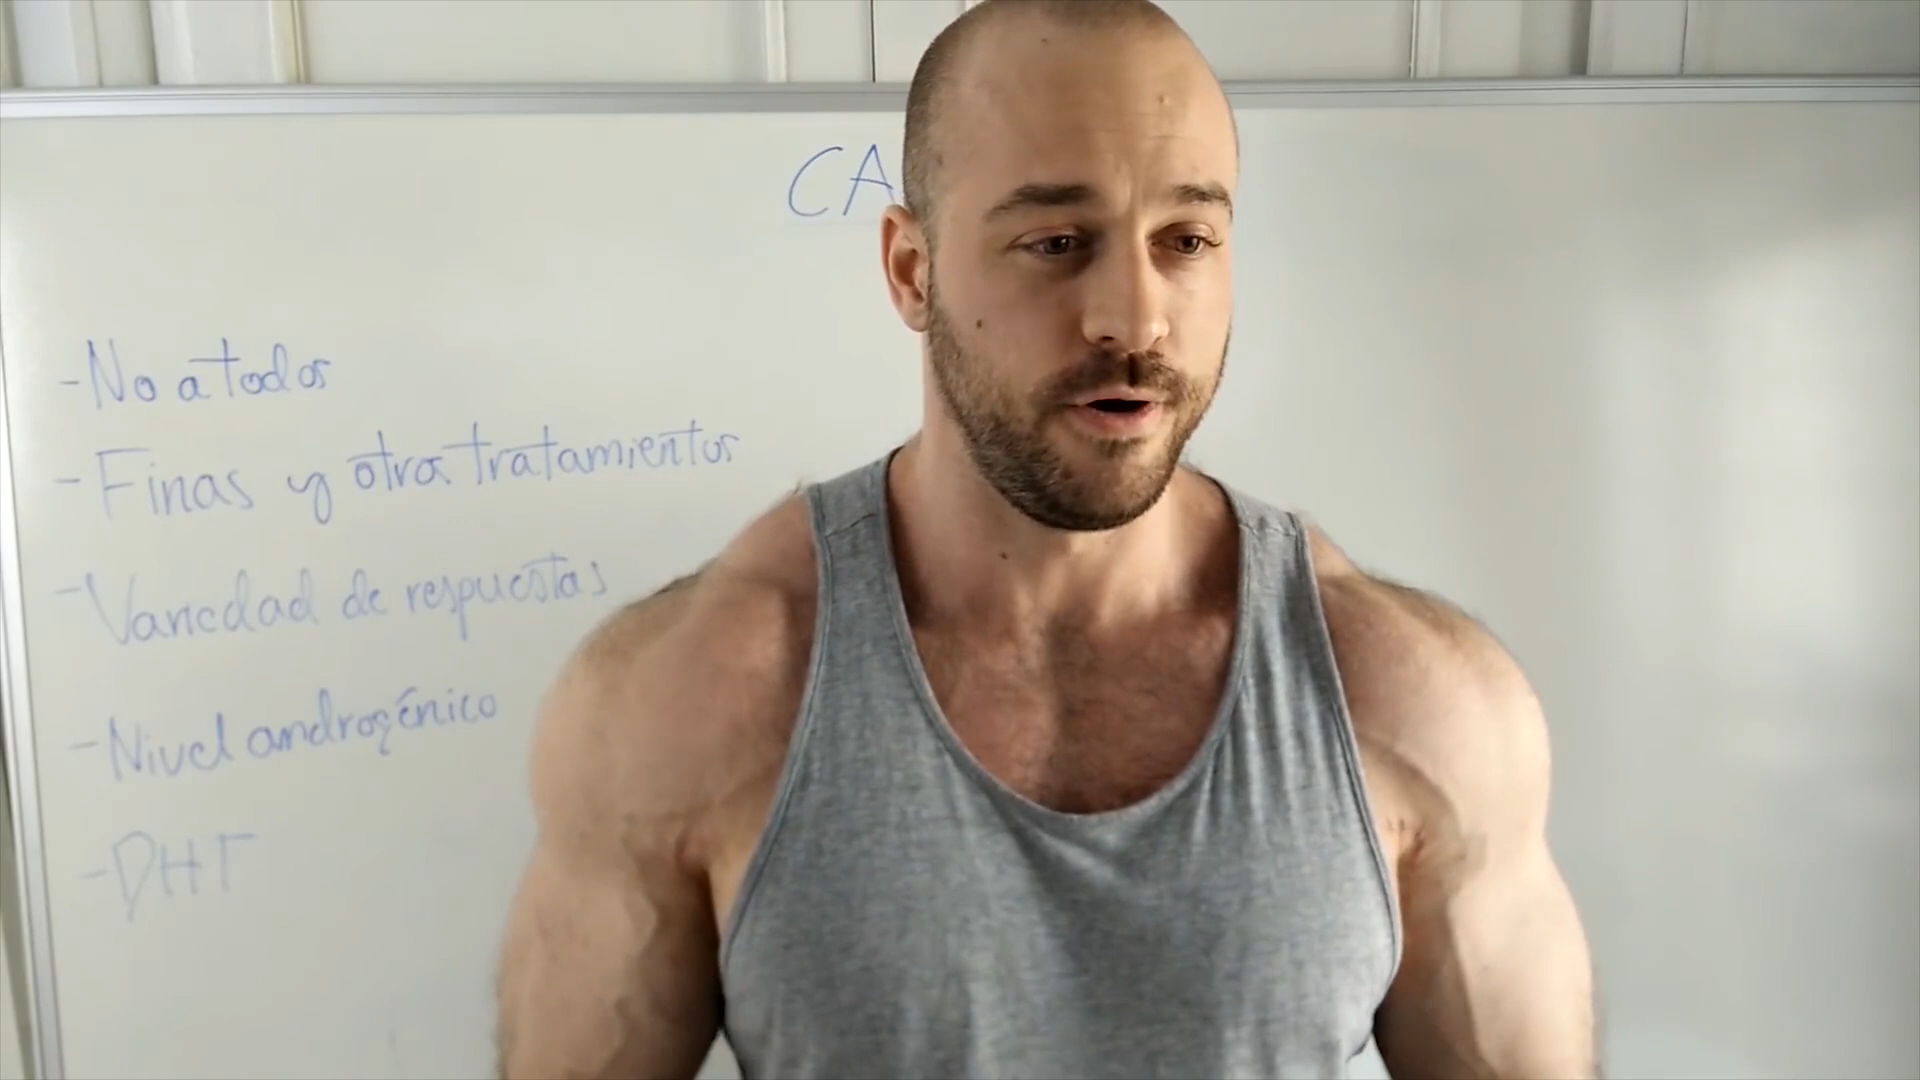 CA
- No a todos
- Finas y otra tratamientos
- Variedad de respuestas
- Nivel androgénico
- DHT